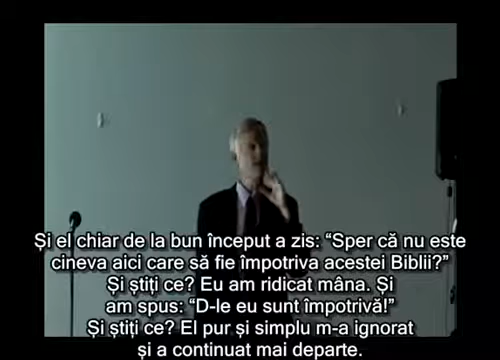 Și el chiar de la bun început a zis: “Sper că nu este
cineva aici care să fie împotriva acestei Biblii?”
Și știți ce? Eu am ridicat mâna. Și
am spus: “D-le eu sunt împotrivă!”
Și știți ce? El pur și simplu m-a ignorat
și a continuat mai departe.